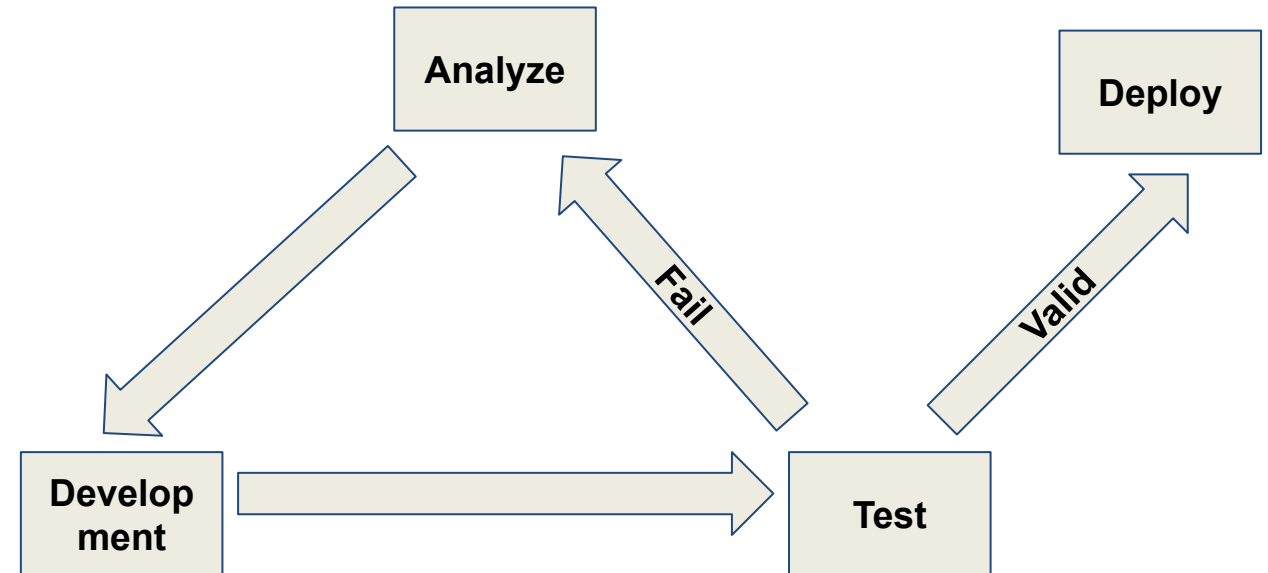 Analyze
Deploy
Fail
Valid
Develop
ment
Test